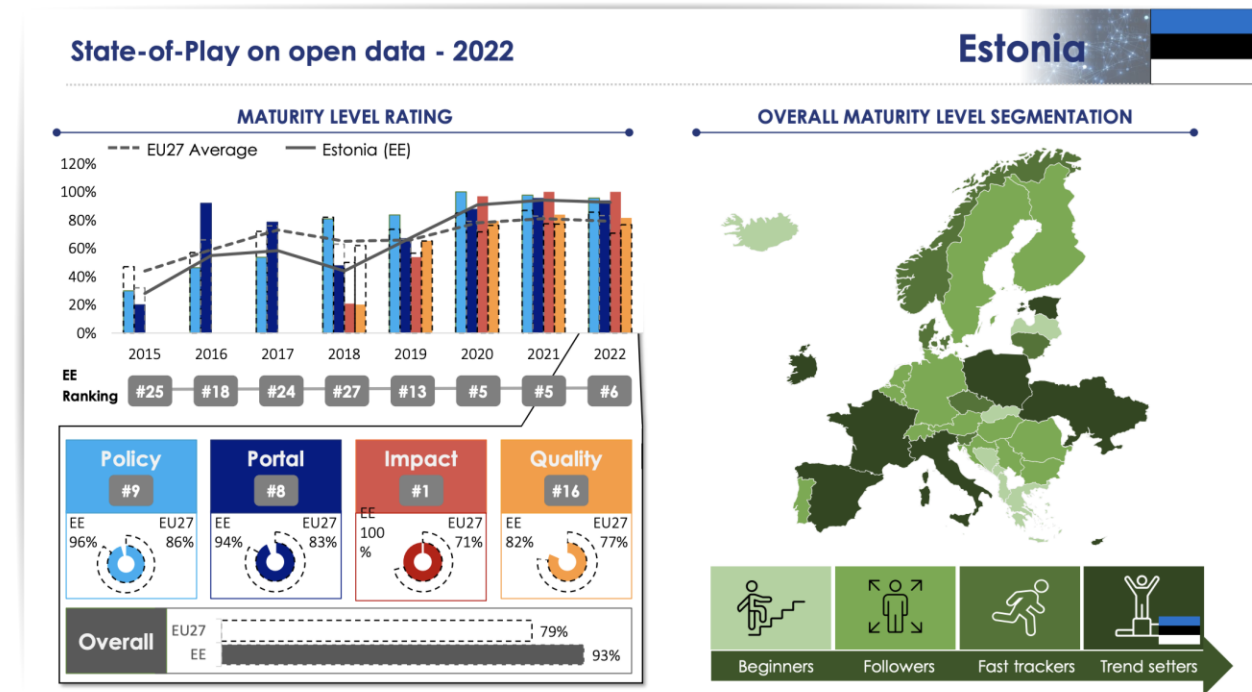 State-of-Play on open data - 2022
Estonia
MATURITY LEVEL RATING
EU27 Average
Estonia (EE)
120%
100%
80%
60%
40%
20%
0%
2015 2016 2017 2018 2019 2020 2021 2022
EE
Ranking
#25 #18 #24 #27 #13 #5 #5 #6
Policy
#9
EE EU27
96% 86%
Portal
#8
EE EU27
94% 83%
Impact
#1
EE EU27
100
% 71%
Quality
#16
EE EU27
82% 77%
Overall
EU27 79%
EE 93%
OVERALL MATURITY LEVEL SEGMENTATION
Beginners Followers Fast trackers Trend setters